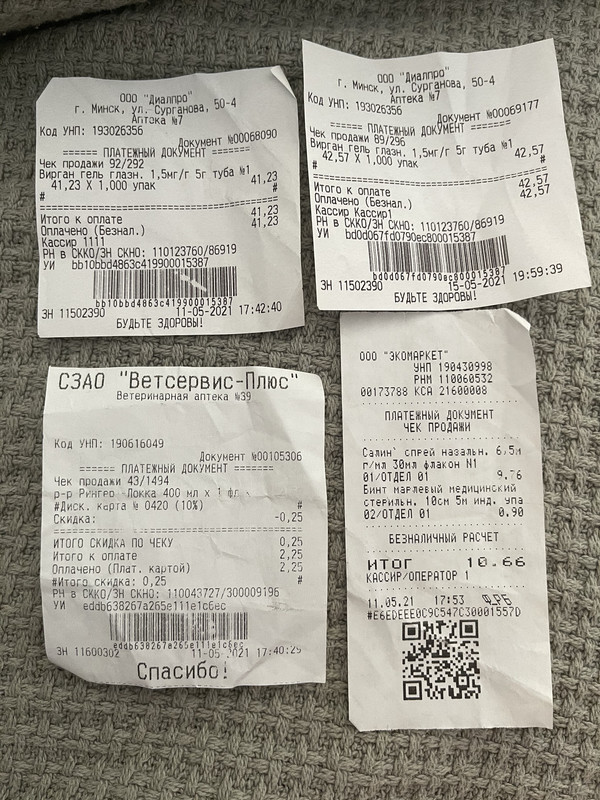 ООО "Диалпро"
г. Минск, ул. Сурганова, 50-4
Аптека №7
Код УНП: 193026356
Документ №00068090
====== ПЛАТЕЖНЫЙ ДОКУМЕНТ =======
Чек продажи 92/292
Вирган гель глазн. 1,5мг/г 5г туба №1
41,23 X 1,000 упак 41,23
# #
Итого к оплате 41,23
Оплачено (Безнал.) 41,23
Кассир 1111
РН в СККО/ЗН СКНО: 110123760/86919
УИ bb10bbd4863c419900015387
bb10bbd4863c419900015387
ЗН 11502390 11-05-2021 17:42:40
БУДЬТЕ ЗДОРОВЫ!
ООО "Диалпро"
г. Минск, ул. Сурганова, 50-4
Аптека №7
Код УНП: 193026356
Документ №00069177
====== ПЛАТЕЖНЫЙ ДОКУМЕНТ =======
Чек продажи 89/296
Вирган гель глазн. 1,5мг/г 5г туба №1
42,57 X 1,000 упак 42,57
# #
Итого к оплате 42,57
Оплачено (Безнал.) 42,57
Кассир Кассир1
РН в СККО/ЗН СКНО: 110123760/86919
УИ bd0d067fd0790ec800015387
bd0d067fd0790ec800015387
ЗН 11502390 15-05-2021 19:59:39
БУДЬТЕ ЗДОРОВЫ!
СЗАО "Ветсервис-Плюс"
Ветеринарная аптека №39
Код УНП: 190616049
Документ №00105306
====== ПЛАТЕЖНЫЙ ДОКУМЕНТ =======
Чек продажи 43/1494
р-р Рингера Локка 400 мл x 1 фл
#Диск. карта № 0420 (10%) #
Скидка: -0,25
ИТОГО СКИДКА ПО ЧЕКУ 0,25
Итого к оплате 2,25
Оплачено (Плат. картой) 2,25
#Итого скидка: 0,25 #
РН в СККО/ЗН СКНО: 110043727/300009196
УИ eddb638267a265e111e1c6ec
eddb638267a265e111e1c6ec
ЗН 11600302 11-05-2021 17:40:29
Спасибо!
ООО "ЭКОМАРКЕТ"
УНП 190430998
РНМ 110060532
00173788 КСА 21600008
ПЛАТЕЖНЫЙ ДОКУМЕНТ
ЧЕК ПРОДАЖИ
Салин' спрей назальн. 6,5м
г/мл 30мл флакон N1
01/ОТДЕЛ 01 9.76
Бинт марлевый медицинский
стерильн. 10см 5м инд. упа
02/ОТДЕЛ 01 0.90
БЕЗНАЛИЧНЫЙ РАСЧЕТ
ИТОГ 10.66
КАССИР/ОПЕРАТОР 1
11.05.21 17:53 ФРБ
#E6EDEEE0C9C547C30001557D